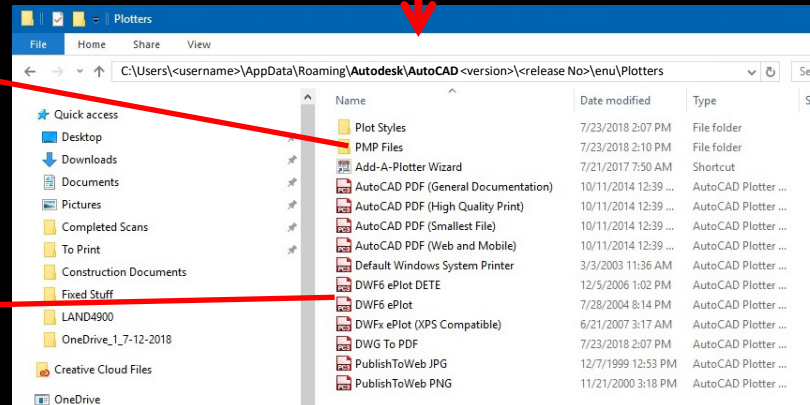 Plotters
File Home Share View
C:\Users\<username>\AppData\Roaming\Autodesk\AutoCAD<version>\<release No>\enu\Plotters Se
Name Date modified Type S
Quick access
Desktop
Downloads
Documents
Pictures
Completed Scans
To Print
Construction Documents
Fixed Stuff
LAND4900
OneDrive_1_7-12-2018
Creative Cloud Files
OneDrive
Plot Styles 7/23/2018 2:07 PM File folder
PMP Files 7/23/2018 2:10 PM File folder
Add-A-Plotter Wizard 7/21/2017 7:50 AM Shortcut
AutoCAD PDF (General Documentation) 10/11/2014 12:39 ... AutoCAD Plotter ...
AutoCAD PDF (High Quality Print) 10/11/2014 12:39 ... AutoCAD Plotter ...
AutoCAD PDF (Smallest File) 10/11/2014 12:39 ... AutoCAD Plotter ...
AutoCAD PDF (Web and Mobile) 10/11/2014 12:39 ... AutoCAD Plotter ...
Default Windows System Printer 3/3/2003 11:36 AM AutoCAD Plotter ...
DWF6 ePlot DETE 12/5/2006 1:02 PM AutoCAD Plotter ...
DWF6 ePlot 7/28/2004 8:14 PM AutoCAD Plotter ...
DWFx ePlot (XPS Compatible) 6/21/2007 3:17 AM AutoCAD Plotter ...
DWG To PDF 7/23/2018 2:07 PM AutoCAD Plotter ...
PublishToWeb JPG 12/7/1999 12:53 PM AutoCAD Plotter ...
PublishToWeb PNG 11/21/2000 3:18 PM AutoCAD Plotter ...